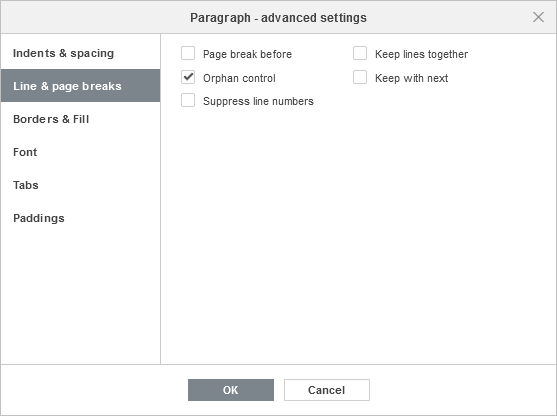 Paragraph - advanced settings
Indents & spacing
Line & page breaks
Borders & Fill
Font
Tabs
Paddings
Page break before
Keep lines together
Orphan control
Keep with next
Suppress line numbers
OK
Cancel